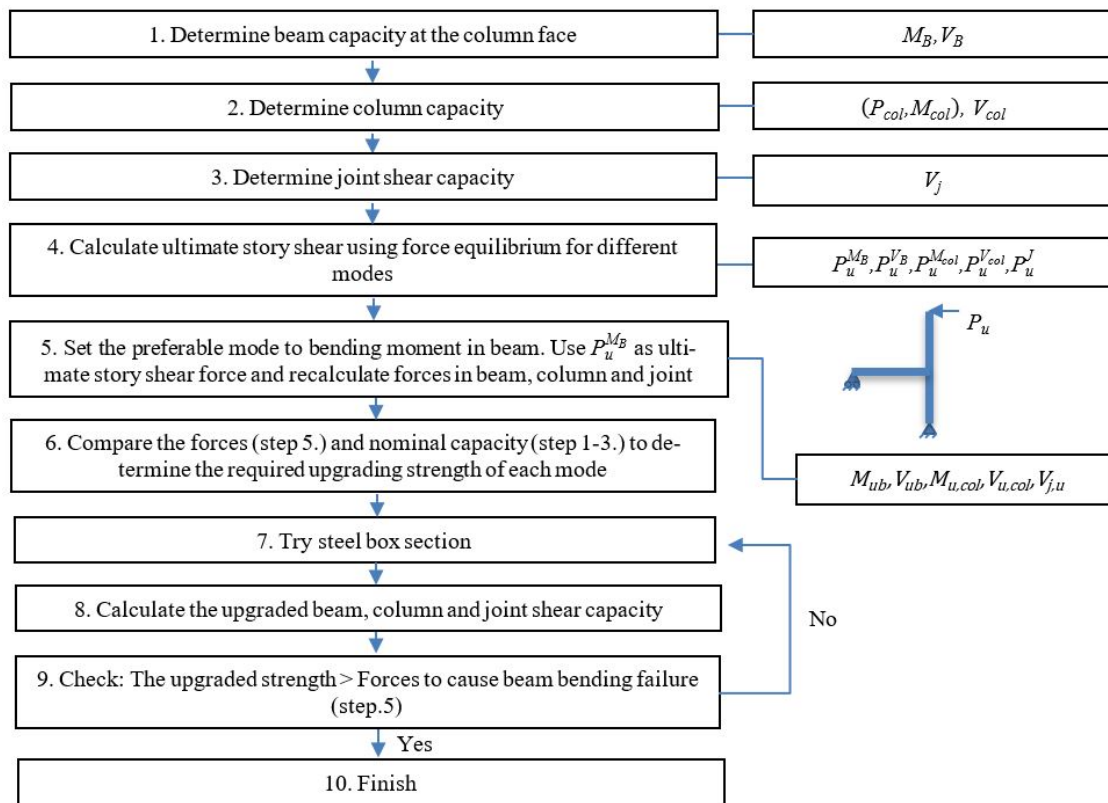 1. Determine beam capacity at the column face
M_B, V_B
2. Determine column capacity
(P_col, M_col), V_col
3. Determine joint shear capacity
V_j
4. Calculate ultimate story shear using force equilibrium for different
modes
P_u^{M_B}, P_u^{V_B}, P_u^{M_col}, P_u^{V_col}, P_u^J
5. Set the preferable mode to bending moment in beam. Use P_u^{M_B} as ulti-
mate story shear force and recalculate forces in beam, column and joint
P_u
6. Compare the forces (step 5.) and nominal capacity (step 1-3.) to de-
termine the required upgrading strength of each mode
M_ub, V_ub, M_u,col, V_u,col, V_j,u
7. Try steel box section
8. Calculate the upgraded beam, column and joint shear capacity
No
9. Check: The upgraded strength > Forces to cause beam bending failure
(step.5)
Yes
10. Finish